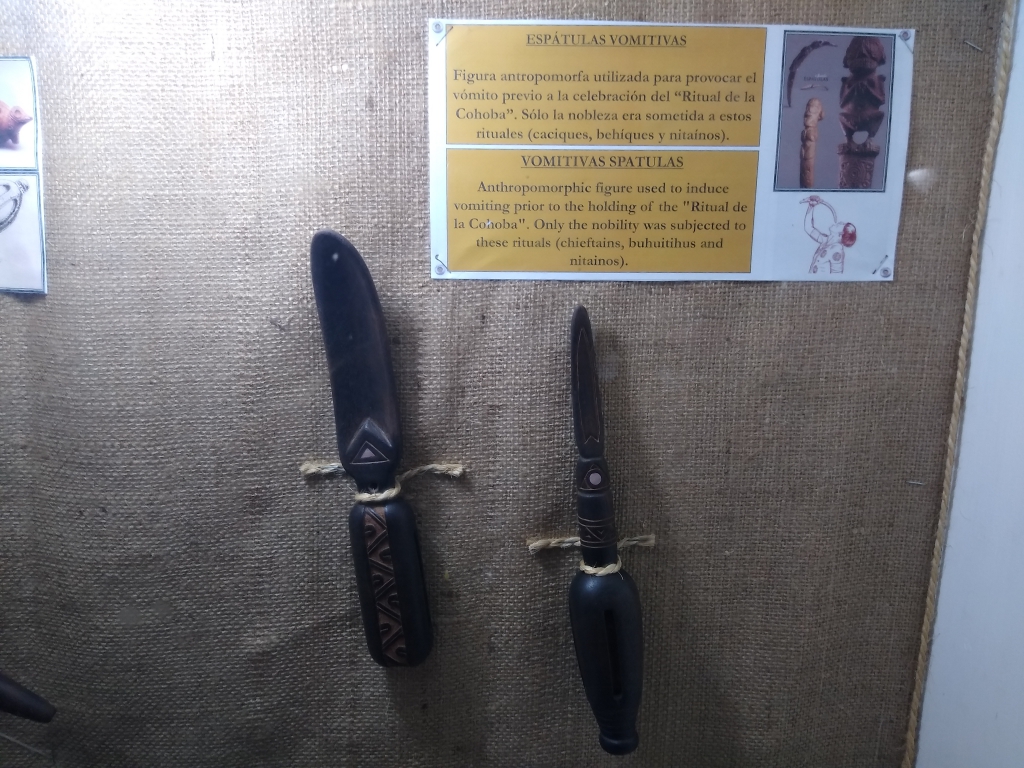 ESPÁTULAS VOMITIVAS
Figura antropomorfa utilizada para provocar el
vómito previo a la celebración del “Ritual de la
Cohoba”. Sólo la nobleza era sometida a estos
rituales (caciques, behíques y nitaínos).
VOMITIVAS SPATULAS
Anthropomorphic figure used to induce
vomiting prior to the holding of the "Ritual de
la Cohoba". Only the nobility was subjected to
these rituals (chieftains, buhuitihus and
nitainos).